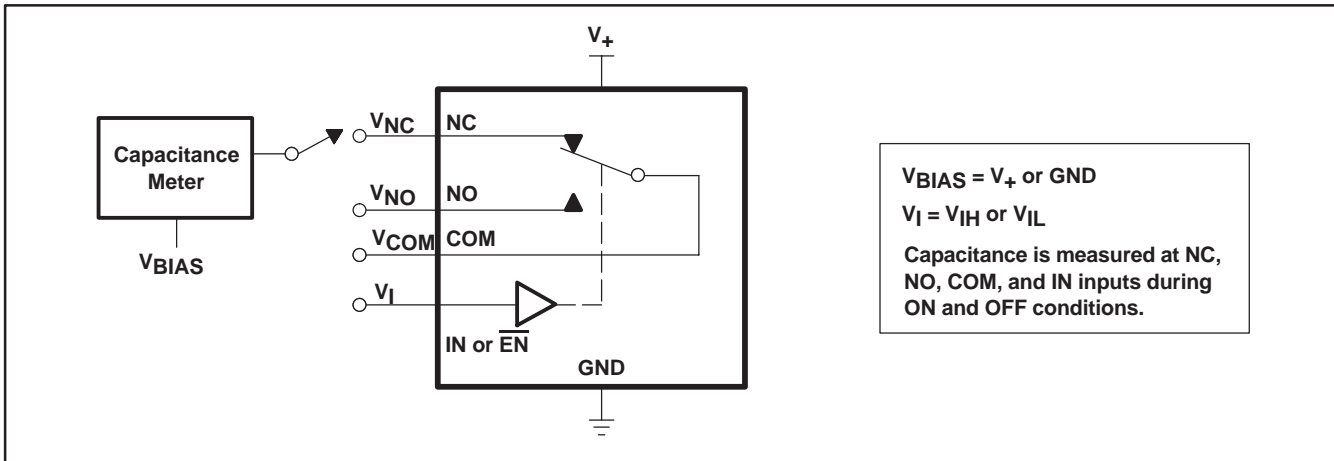 V+
Capacitance
Meter
VBIAS
VNC NC
VNO NO
VCOM COM
VI
IN or E̅N̅
GND
VBIAS = V+ or GND
VI = VIH or VIL
Capacitance is measured at NC,
NO, COM, and IN inputs during
ON and OFF conditions.